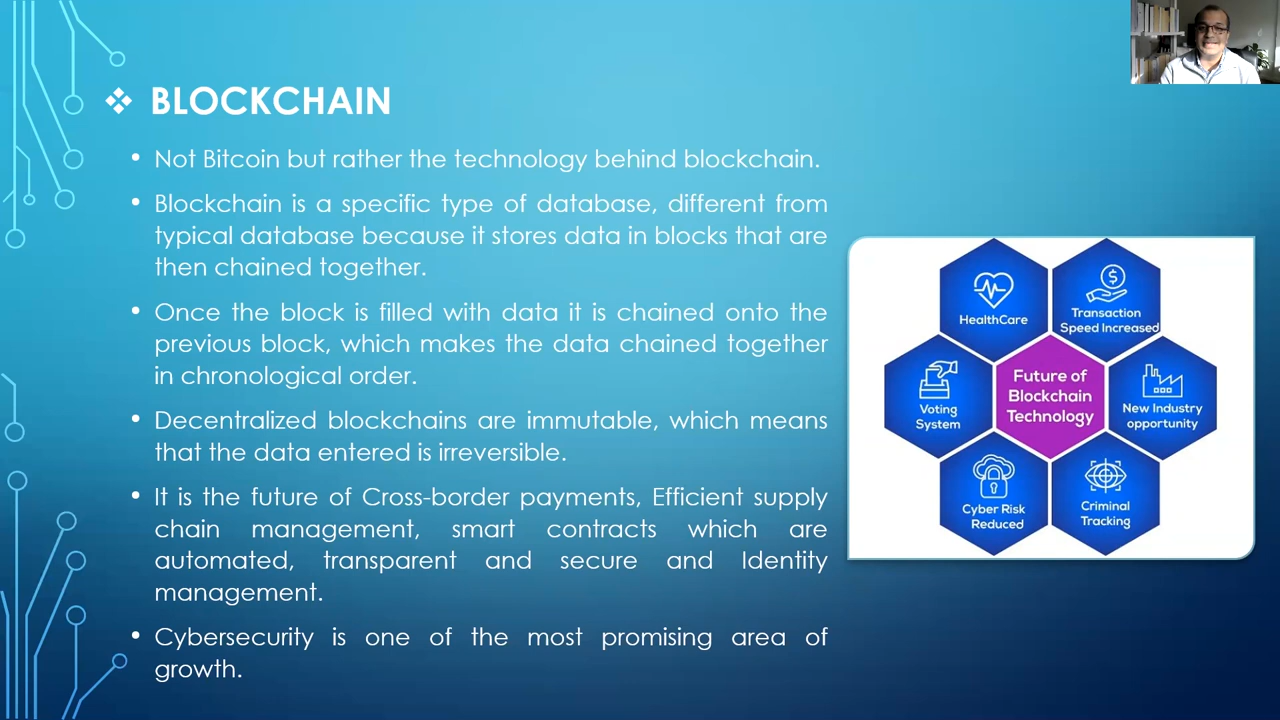 ❖ BLOCKCHAIN
• Not Bitcoin but rather the technology behind blockchain.
• Blockchain is a specific type of database, different from
typical database because it stores data in blocks that are
then chained together.
• Once the block is filled with data it is chained onto the
previous block, which makes the data chained together
in chronological order.
• Decentralized blockchains are immutable, which means
that the data entered is irreversible.
• It is the future of Cross-border payments, Efficient supply
chain management, smart contracts which are
automated, transparent and secure and Identity
management.
• Cybersecurity is one of the most promising area of
growth.
HealthCare
Transaction
Speed Increased
Voting
System
Future of
Blockchain
Technology
New Industry
opportunity
Cyber Risk
Reduced
Criminal
Tracking